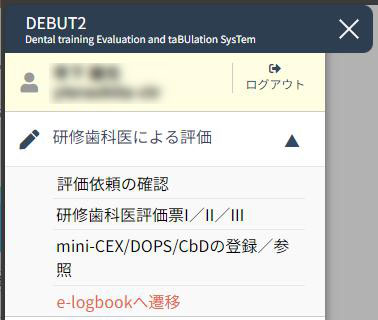 DEBUT2
Dental training Evaluation and taBUlation SysTem
ログアウト
研修歯科医による評価
評価依頼の確認
研修歯科医評価票I／II／III
mini-CEX/DOPS/CbDの登録／参
照
e-logbookへ遷移